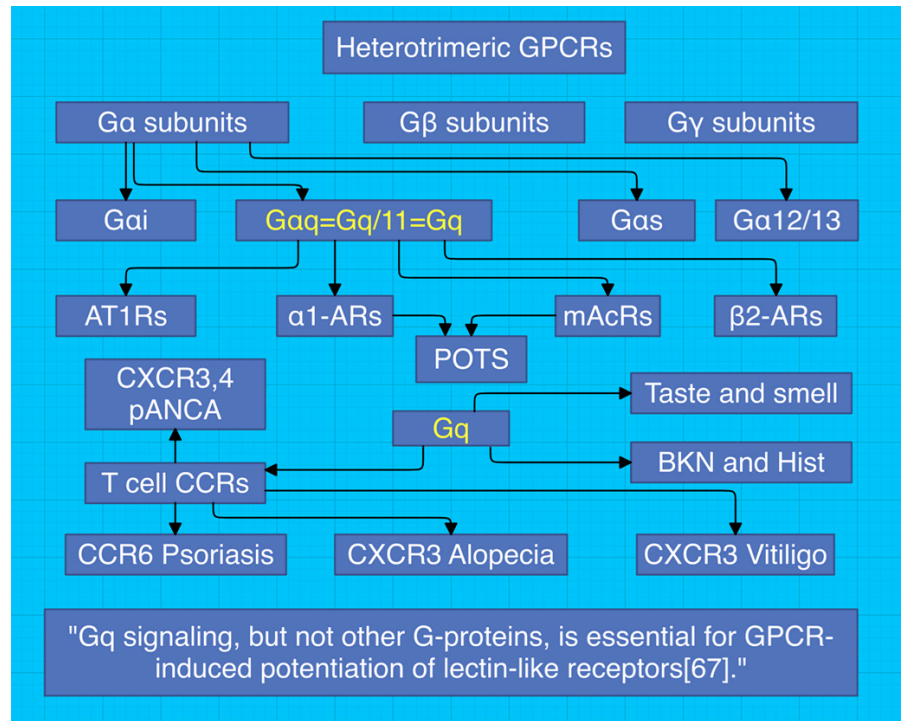 Heterotrimeric GPCRs
Gα subunits
Gβ subunits
Gγ subunits
Gαi
Gαq=Gq/11=Gq
Gαs
Gα12/13
AT1Rs
α1-ARs
mAcRs
β2-ARs
POTS
CXCR3,4
pANCA
Taste and smell
Gq
BKN and Hist
T cell CCRs
CCR6 Psoriasis
CXCR3 Alopecia
CXCR3 Vitiligo
"Gq signaling, but not other G-proteins, is essential for GPCR-
induced potentiation of lectin-like receptors[67]."